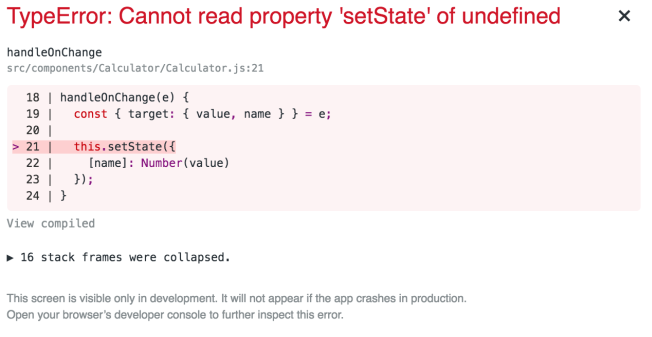 TypeError: Cannot read property 'setState' of undefined ×
handleOnChange
src/components/Calculator/Calculator.js:21
18 | handleOnChange(e) {
19 |   const { target: { value, name } } = e;
20 |
> 21 |   this.setState({
22 |     [name]: Number(value)
23 |   });
24 | }
View compiled
▶ 16 stack frames were collapsed.
This screen is visible only in development. It will not appear if the app crashes in production.
Open your browser's developer console to further inspect this error.